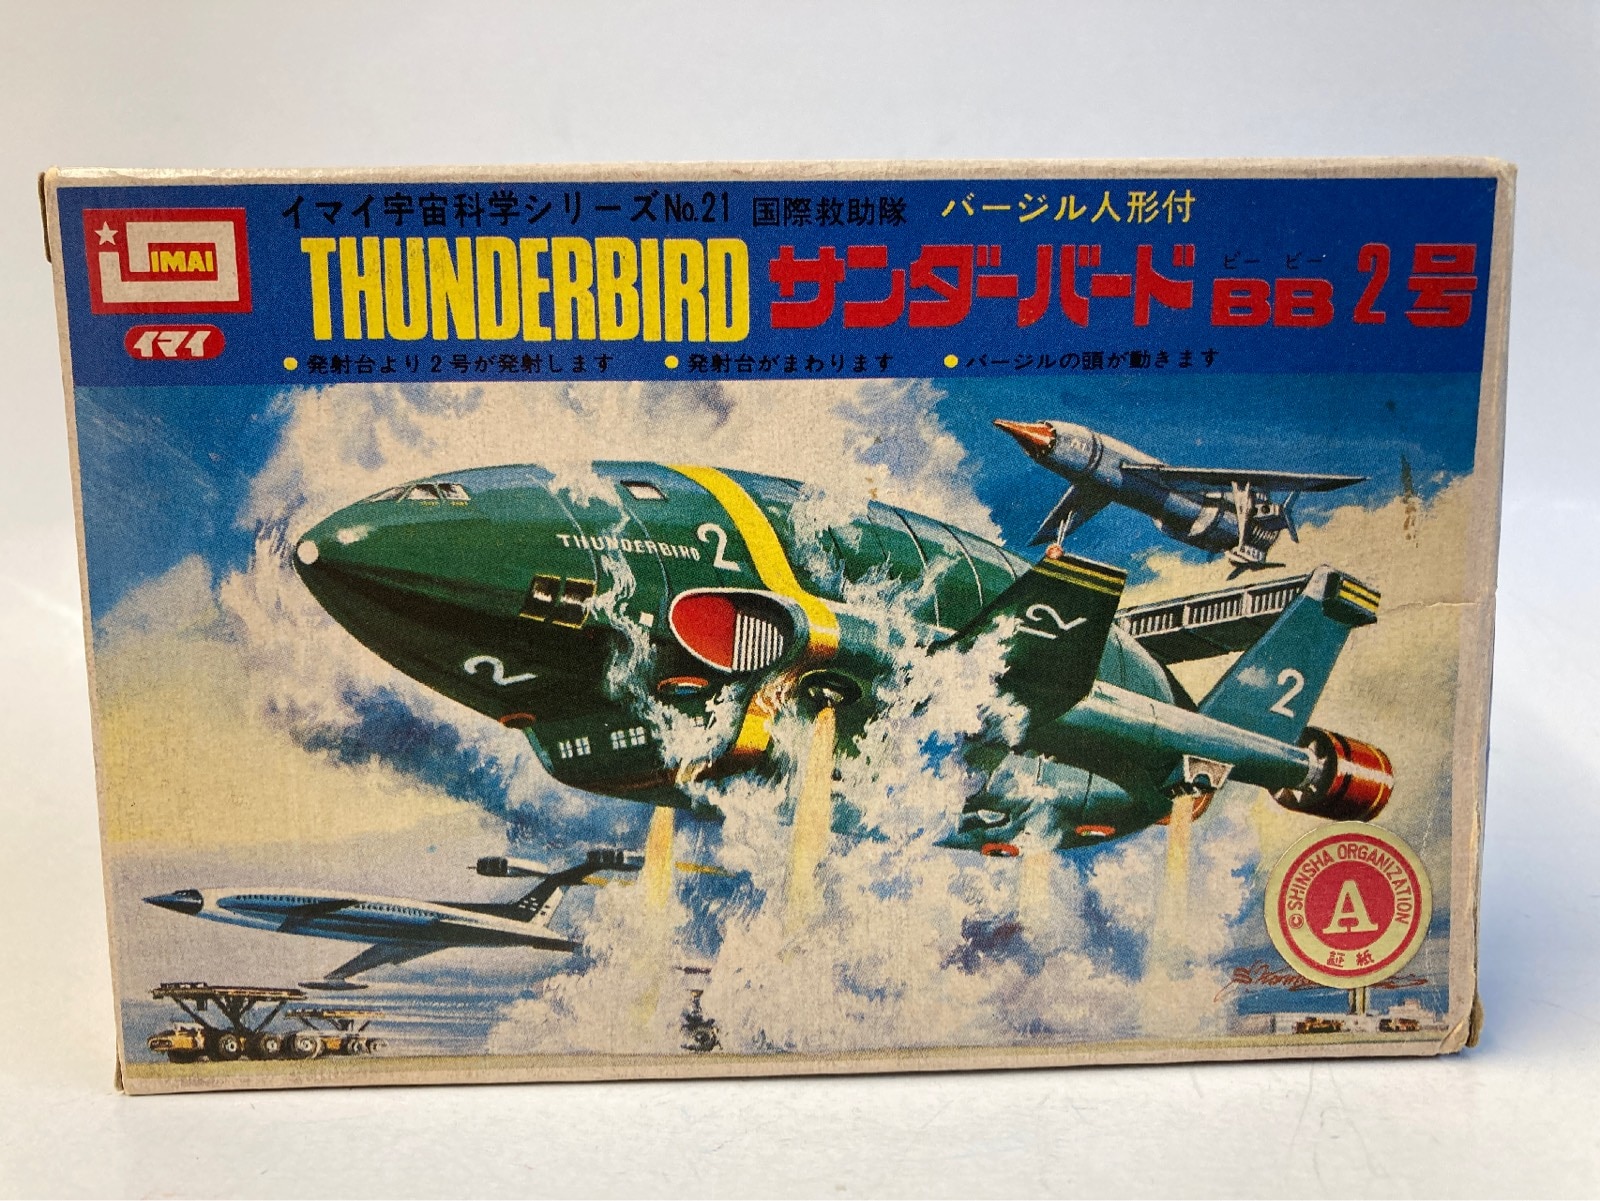 イマイ宇宙科学シリーズNo.21 国際救助隊 バージル人形付
IMAI
イマイ
THUNDERBIRD サンダーバード BB 2号
ビー ビー
●発射台より2号が発射します ●発射台がまわります ●バージルの頭が動きます
THUNDERBIRD 2
2
12
2
©SHINSHA ORGANIZATION
A
証紙